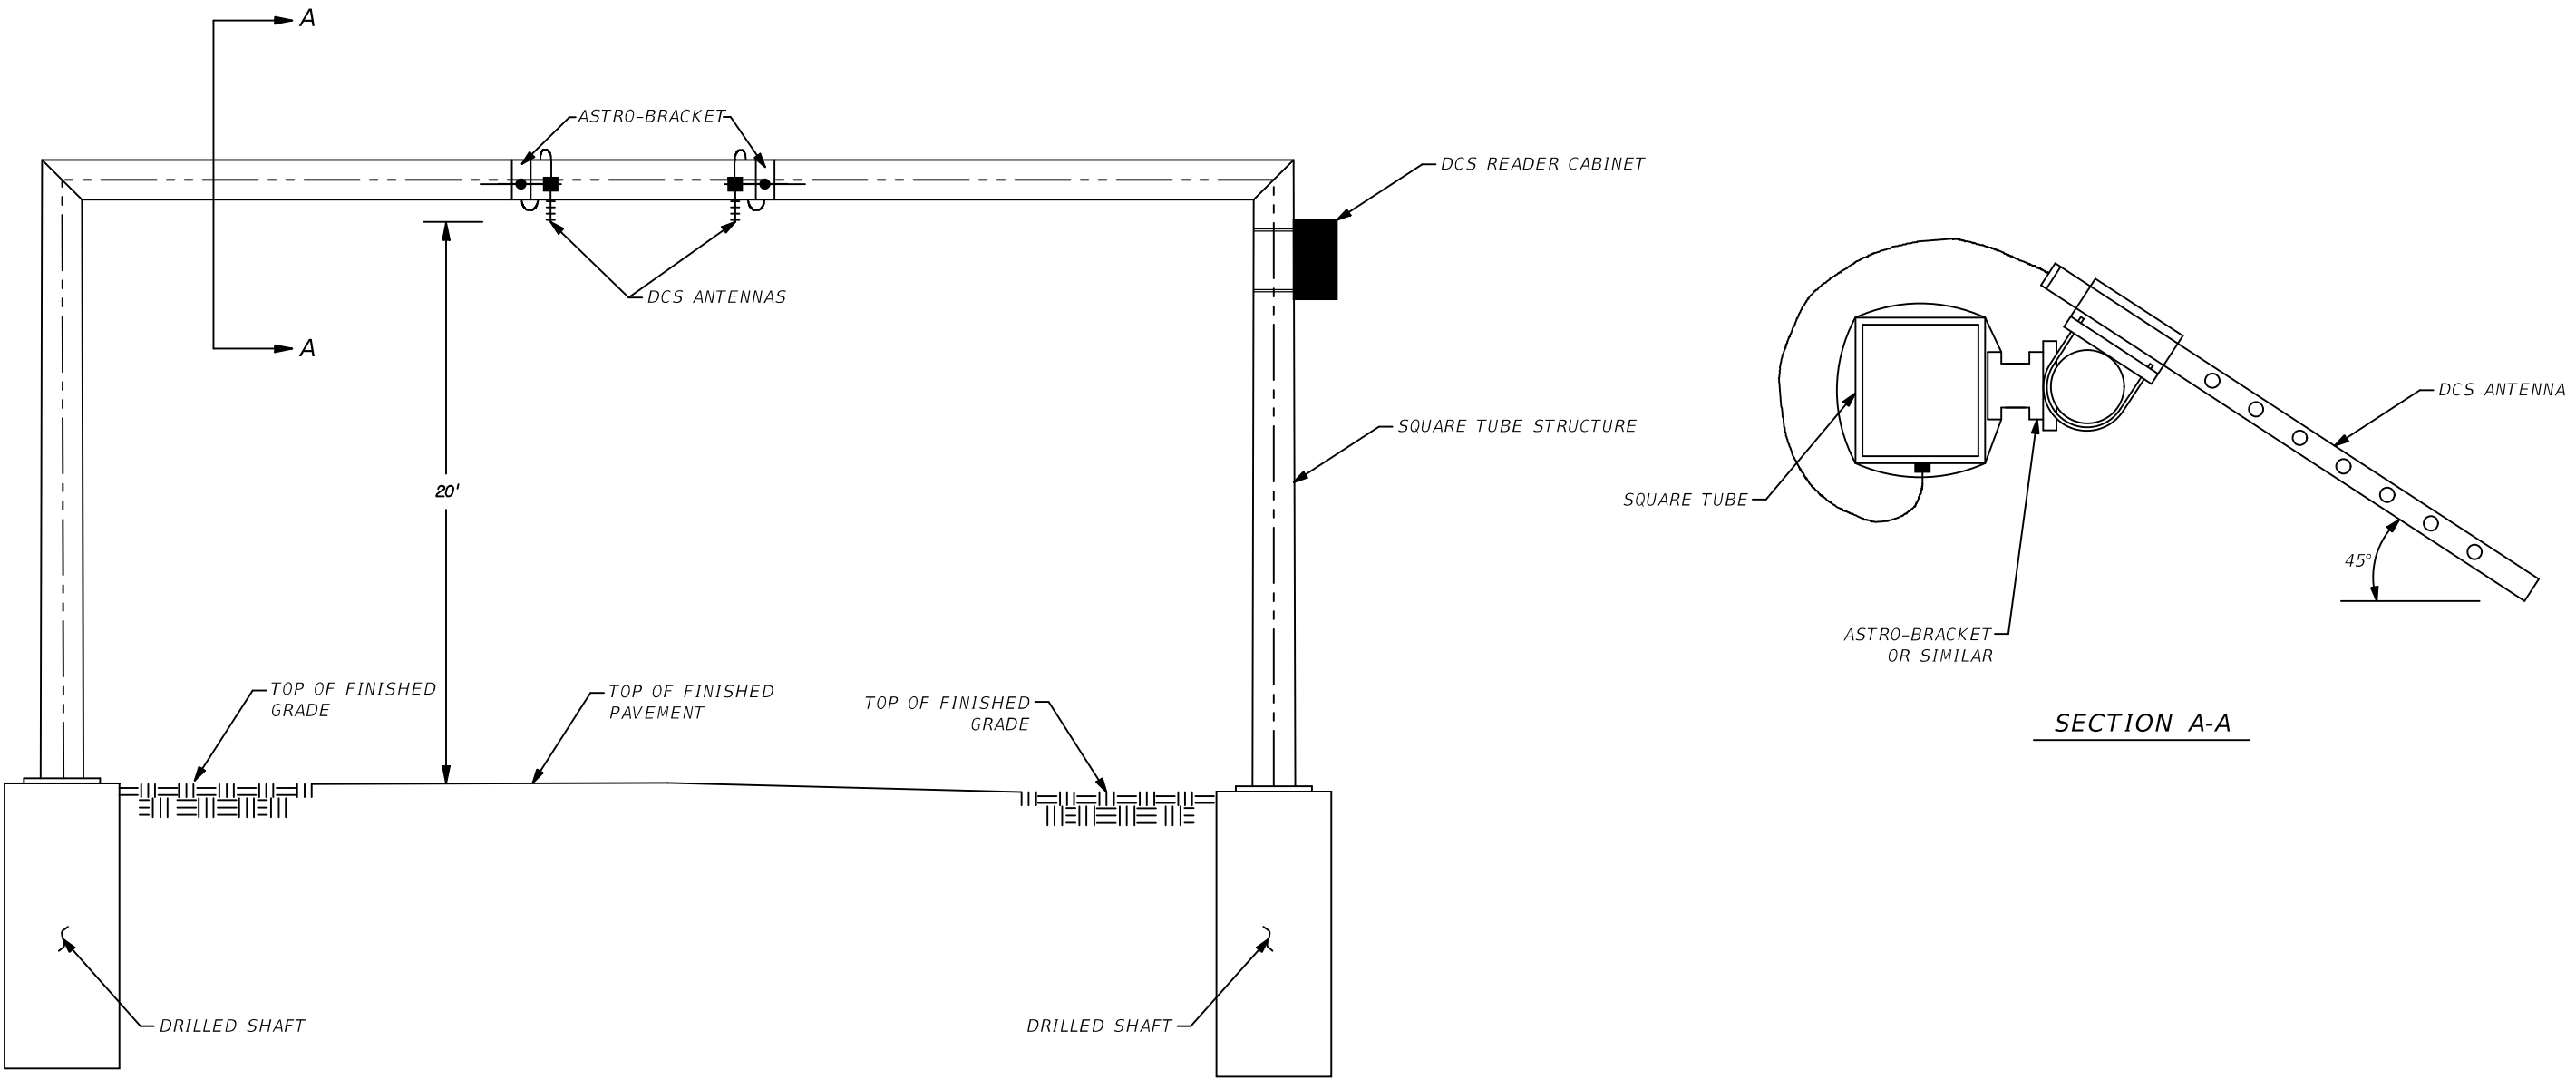 A
ASTRO-BRACKET
DCS READER CABINET
DCS ANTENNAS
A
DCS ANTENNA
SQUARE TUBE STRUCTURE
20'
SQUARE TUBE
45°
ASTRO-BRACKET
OR SIMILAR
TOP OF FINISHED
GRADE
TOP OF FINISHED
PAVEMENT
TOP OF FINISHED
GRADE
SECTION A-A
DRILLED SHAFT
DRILLED SHAFT